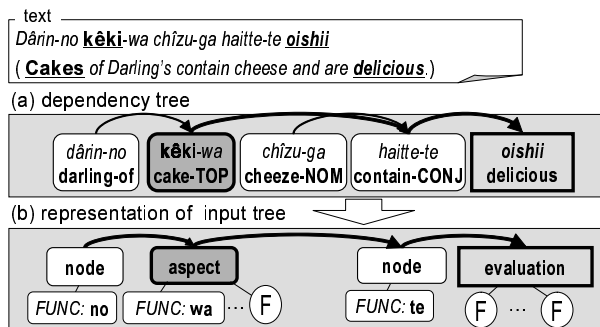 text
Dârin-no kêki-wa chîzu-ga haitte-te oishii
( Cakes of Darling's contain cheese and are delicious.)
(a) dependency tree
dârin-no kêki-wa chîzu-ga haitte-te oishii
darling-of cake-TOP cheeze-NOM contain-CONJ delicious
(b) representation of input tree
node aspect node evaluation
FUNC: no FUNC: wa ... F FUNC: te F ... F